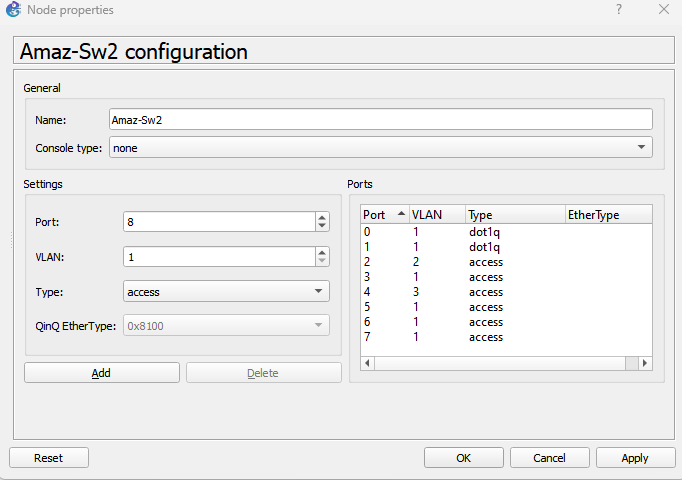 Node properties
Amaz-Sw2 configuration
General
Name: Amaz-Sw2
Console type: none
Settings
Port: 8
VLAN: 1
Type: access
QinQ EtherType: 0x8100
Add Delete
Ports
Port VLAN Type EtherType
0 1 dot1q
1 1 dot1q
2 2 access
3 1 access
4 3 access
5 1 access
6 1 access
7 1 access
Reset OK Cancel Apply